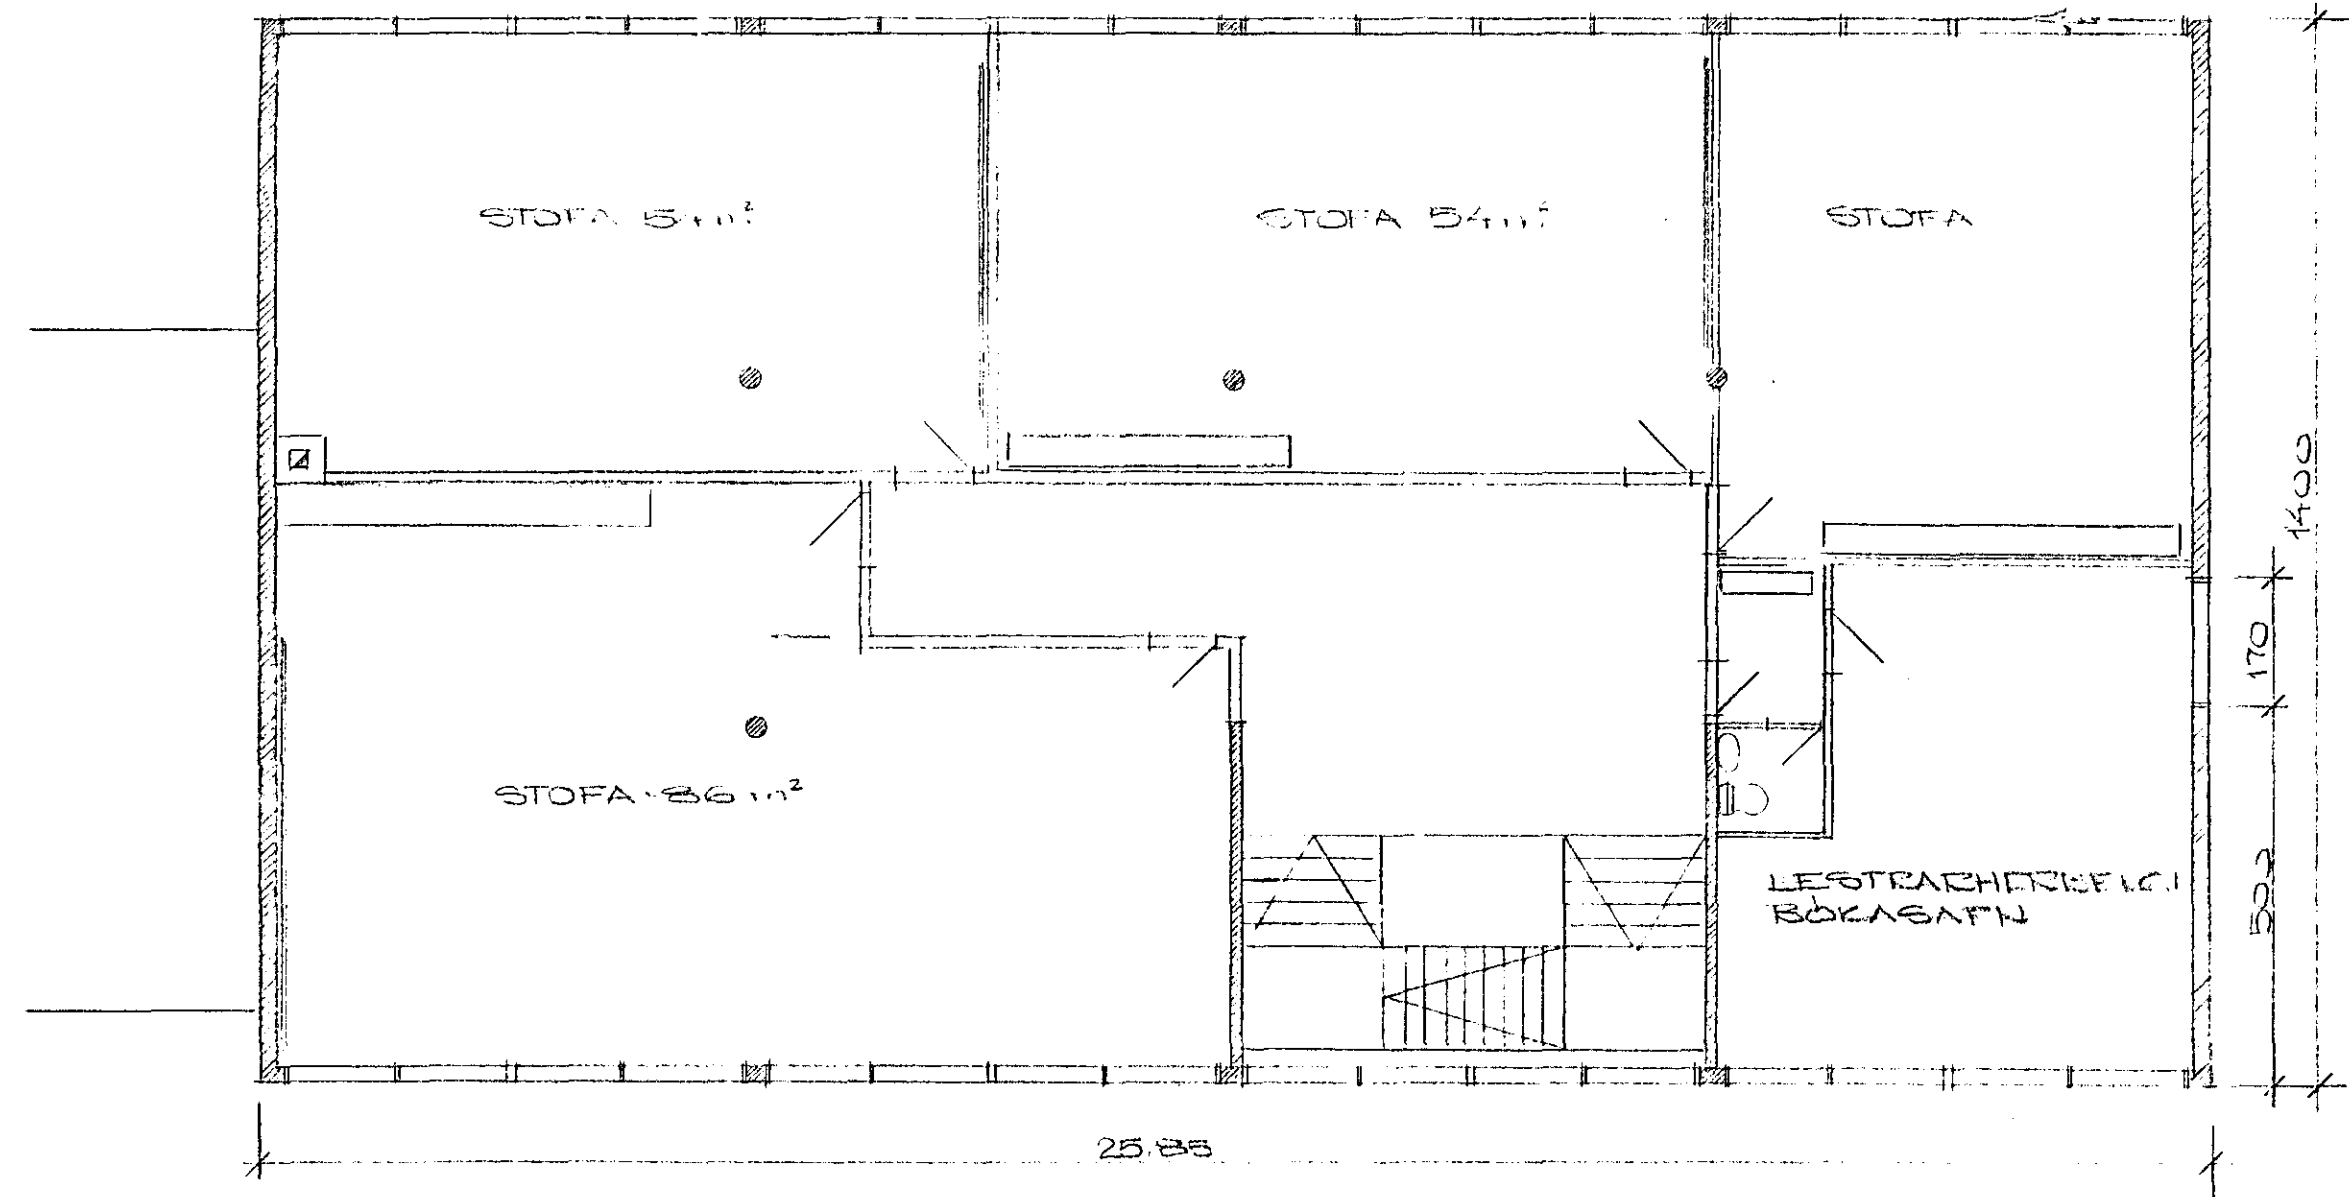 STOFA 54 m²
STOFA 54 m²
STOFA
1400
170
STOFA 86 m²
LESTRARHERBERGI
BÓKASAFN
500
25.85